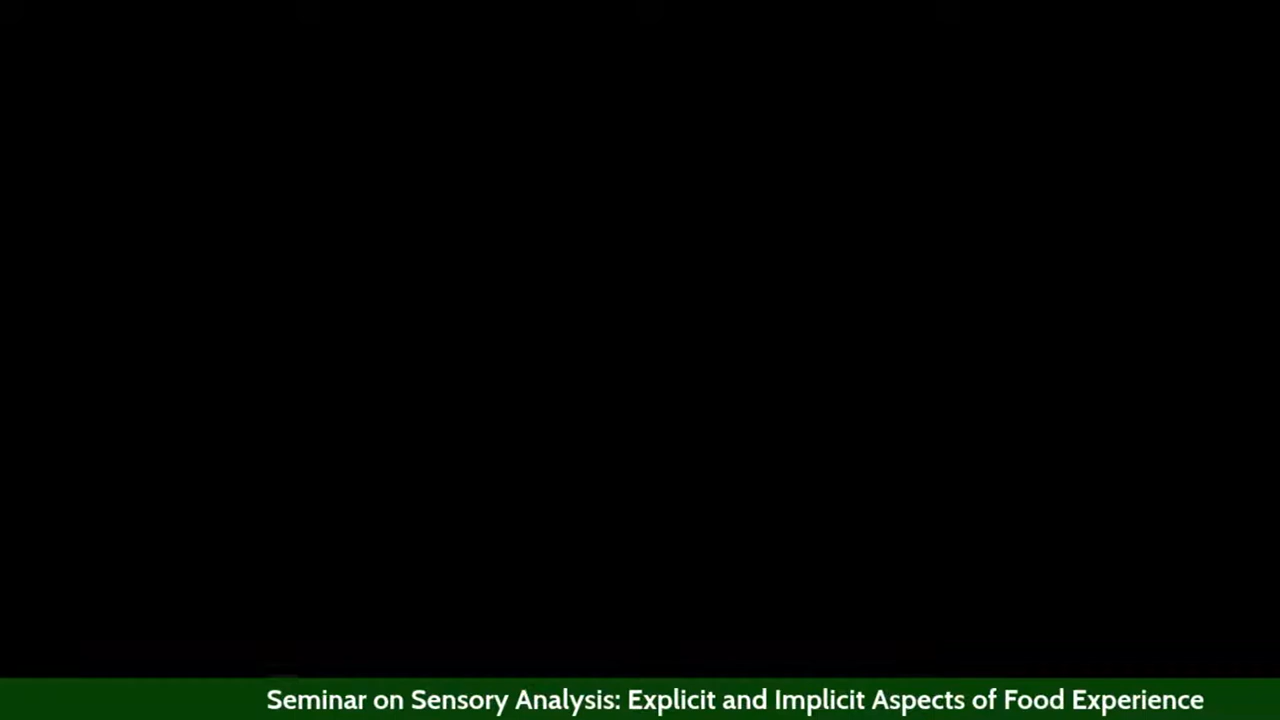 Seminar on Sensory Analysis: Explicit and Implicit Aspects of Food Experience